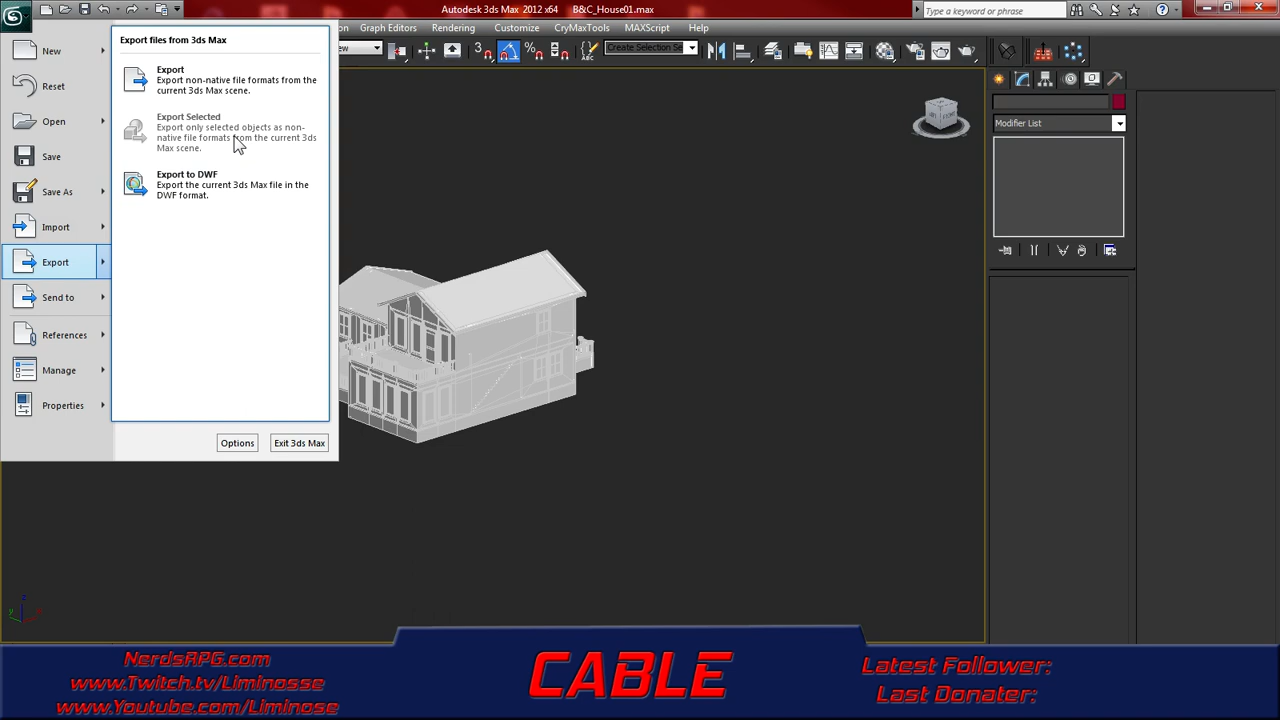 Autodesk 3ds Max 2012 x64 B&C_House01.max
Type a keyword or phrase
Graph Editors Rendering Customize CryMaxTools MAXScript Help
Create Selection Se
Export files from 3ds Max
New
Reset
Open
Save
Save As
Import
Export
Send to
References
Manage
Properties
Export
Export non-native file formats from the
current 3ds Max scene.
Export Selected
Export only selected objects as non-
native file formats from the current 3ds
Max scene.
Export to DWF
Export the current 3ds Max file in the
DWF format.
Options Exit 3ds Max
Modifier List
NerdsRPG.com
www.Twitch.tv/Liminosse
www.Youtube.com/Liminose
CABLE
Latest Follower:
Last Donater: